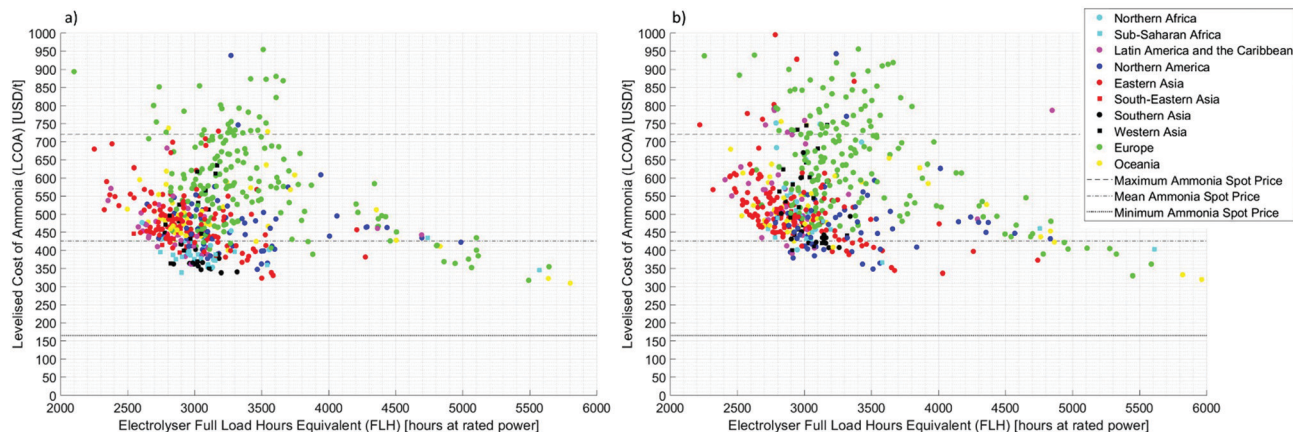 a)
Levelised Cost of Ammonia (LCOA) [USD/t]
1000
950
900
850
800
750
700
650
600
550
500
450
400
350
300
250
200
150
100
50
0
2000 2500 3000 3500 4000 4500 5000 5500 6000
Electrolyser Full Load Hours Equivalent (FLH) [hours at rated power]
b)
Levelised Cost of Ammonia (LCOA) [USD/t]
1000
950
900
850
800
750
700
650
600
550
500
450
400
350
300
250
200
150
100
50
0
2000 2500 3000 3500 4000 4500 5000 5500 6000
Electrolyser Full Load Hours Equivalent (FLH) [hours at rated power]
Northern Africa
Sub-Saharan Africa
Latin America and the Caribbean
Northern America
Eastern Asia
South-Eastern Asia
Southern Asia
Western Asia
Europe
Oceania
Maximum Ammonia Spot Price
Mean Ammonia Spot Price
Minimum Ammonia Spot Price